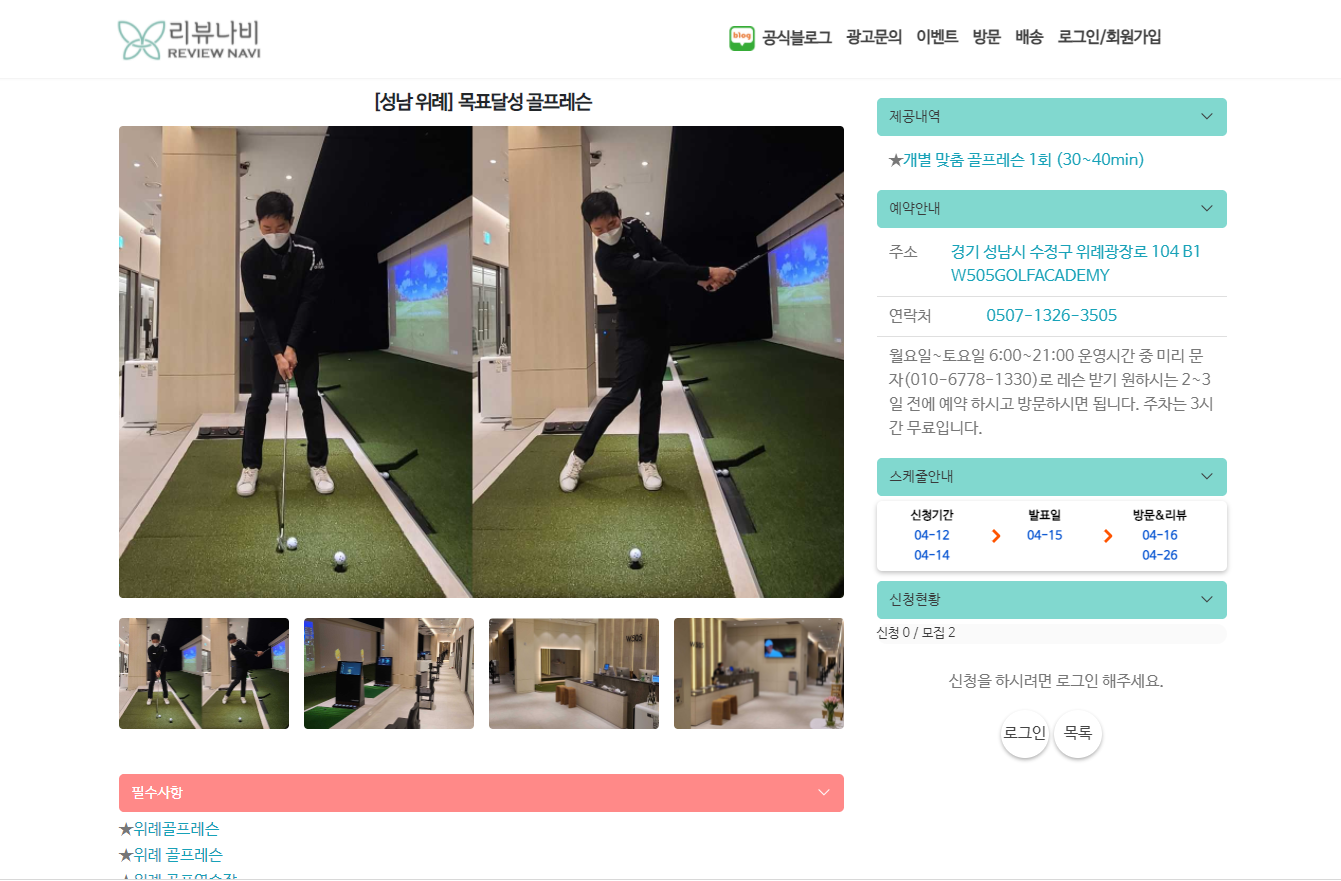 리뷰나비
REVIEW NAVI
blog 공식블로그 광고문의 이벤트 방문 배송 로그인/회원가입
[성남 위례] 목표달성 골프레슨
필수사항
★위례골프레슨
★위례 골프레슨
★위례 골프연습장
제공내역
★개별 맞춤 골프레슨 1회 (30~40min)
예약안내
주소 경기 성남시 수정구 위례광장로 104 B1
W505GOLFACADEMY
연락처 0507-1326-3505
월요일~토요일 6:00~21:00 운영시간 중 미리 문
자(010-6778-1330)로 레슨 받기 원하시는 2~3
일 전에 예약 하시고 방문하시면 됩니다. 주차는 3시
간 무료입니다.
스케줄안내
신청기간 발표일 방문&리뷰
04-12 04-15 04-16
04-14 04-26
신청현황
신청 0 / 모집 2
신청을 하시려면 로그인 해주세요.
로그인 목록